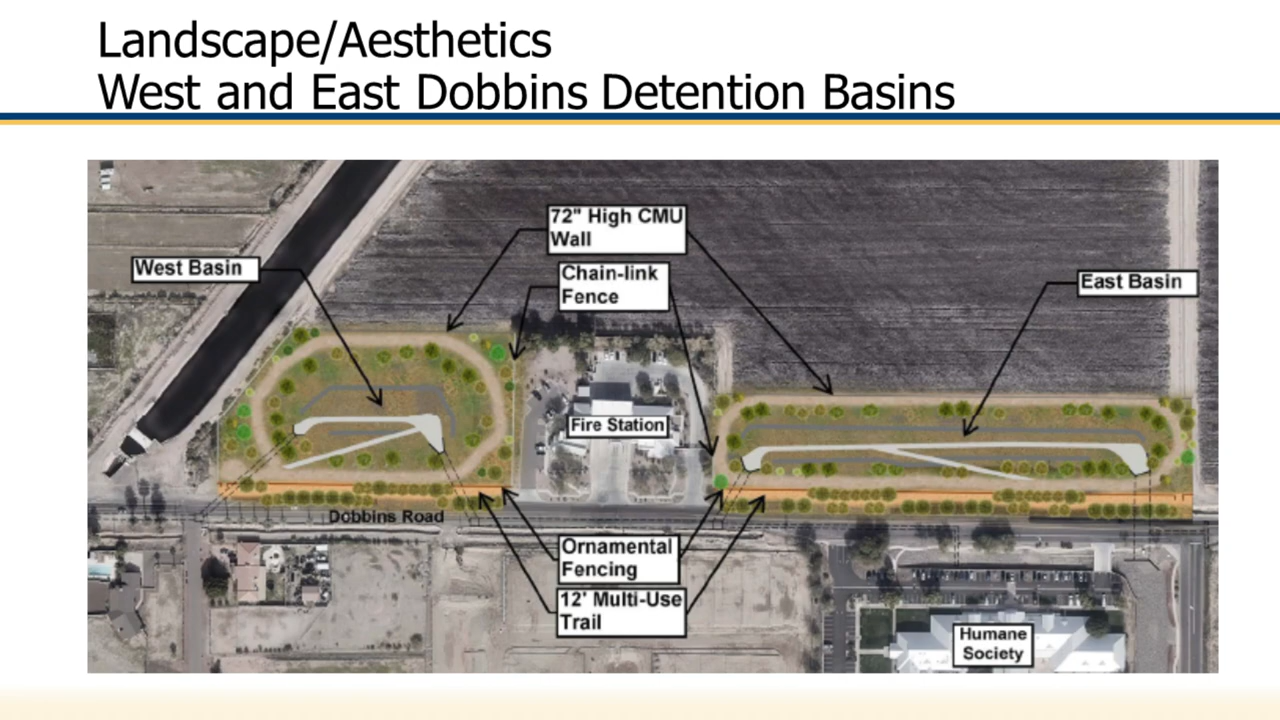 Landscape/Aesthetics
West and East Dobbins Detention Basins
72" High CMU
Wall
West Basin
Chain-link
Fence
East Basin
Fire Station
Dobbins Road
Ornamental
Fencing
12' Multi-Use
Trail
Humane
Society